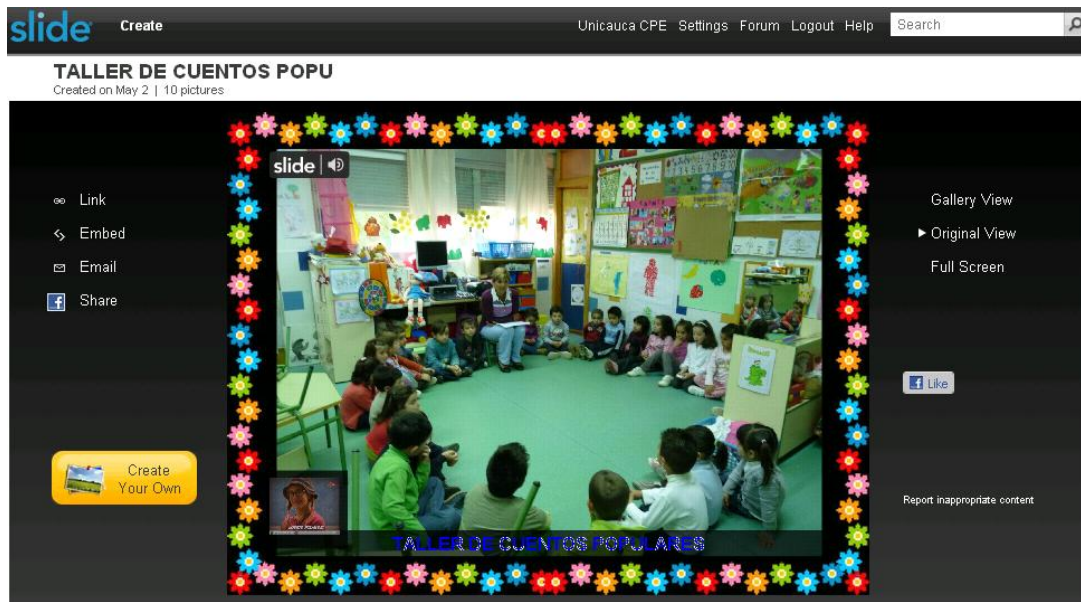 slide
Create
Unicauca CPE Settings Forum Logout Help Search
TALLER DE CUENTOS POPU
Created on May 2 | 10 pictures
slide
Link
Embed
Email
Share
Gallery View
Original View
Full Screen
Like
Create
Your Own
Report inappropriate content
TALLER DE CUENTOS POPULARES